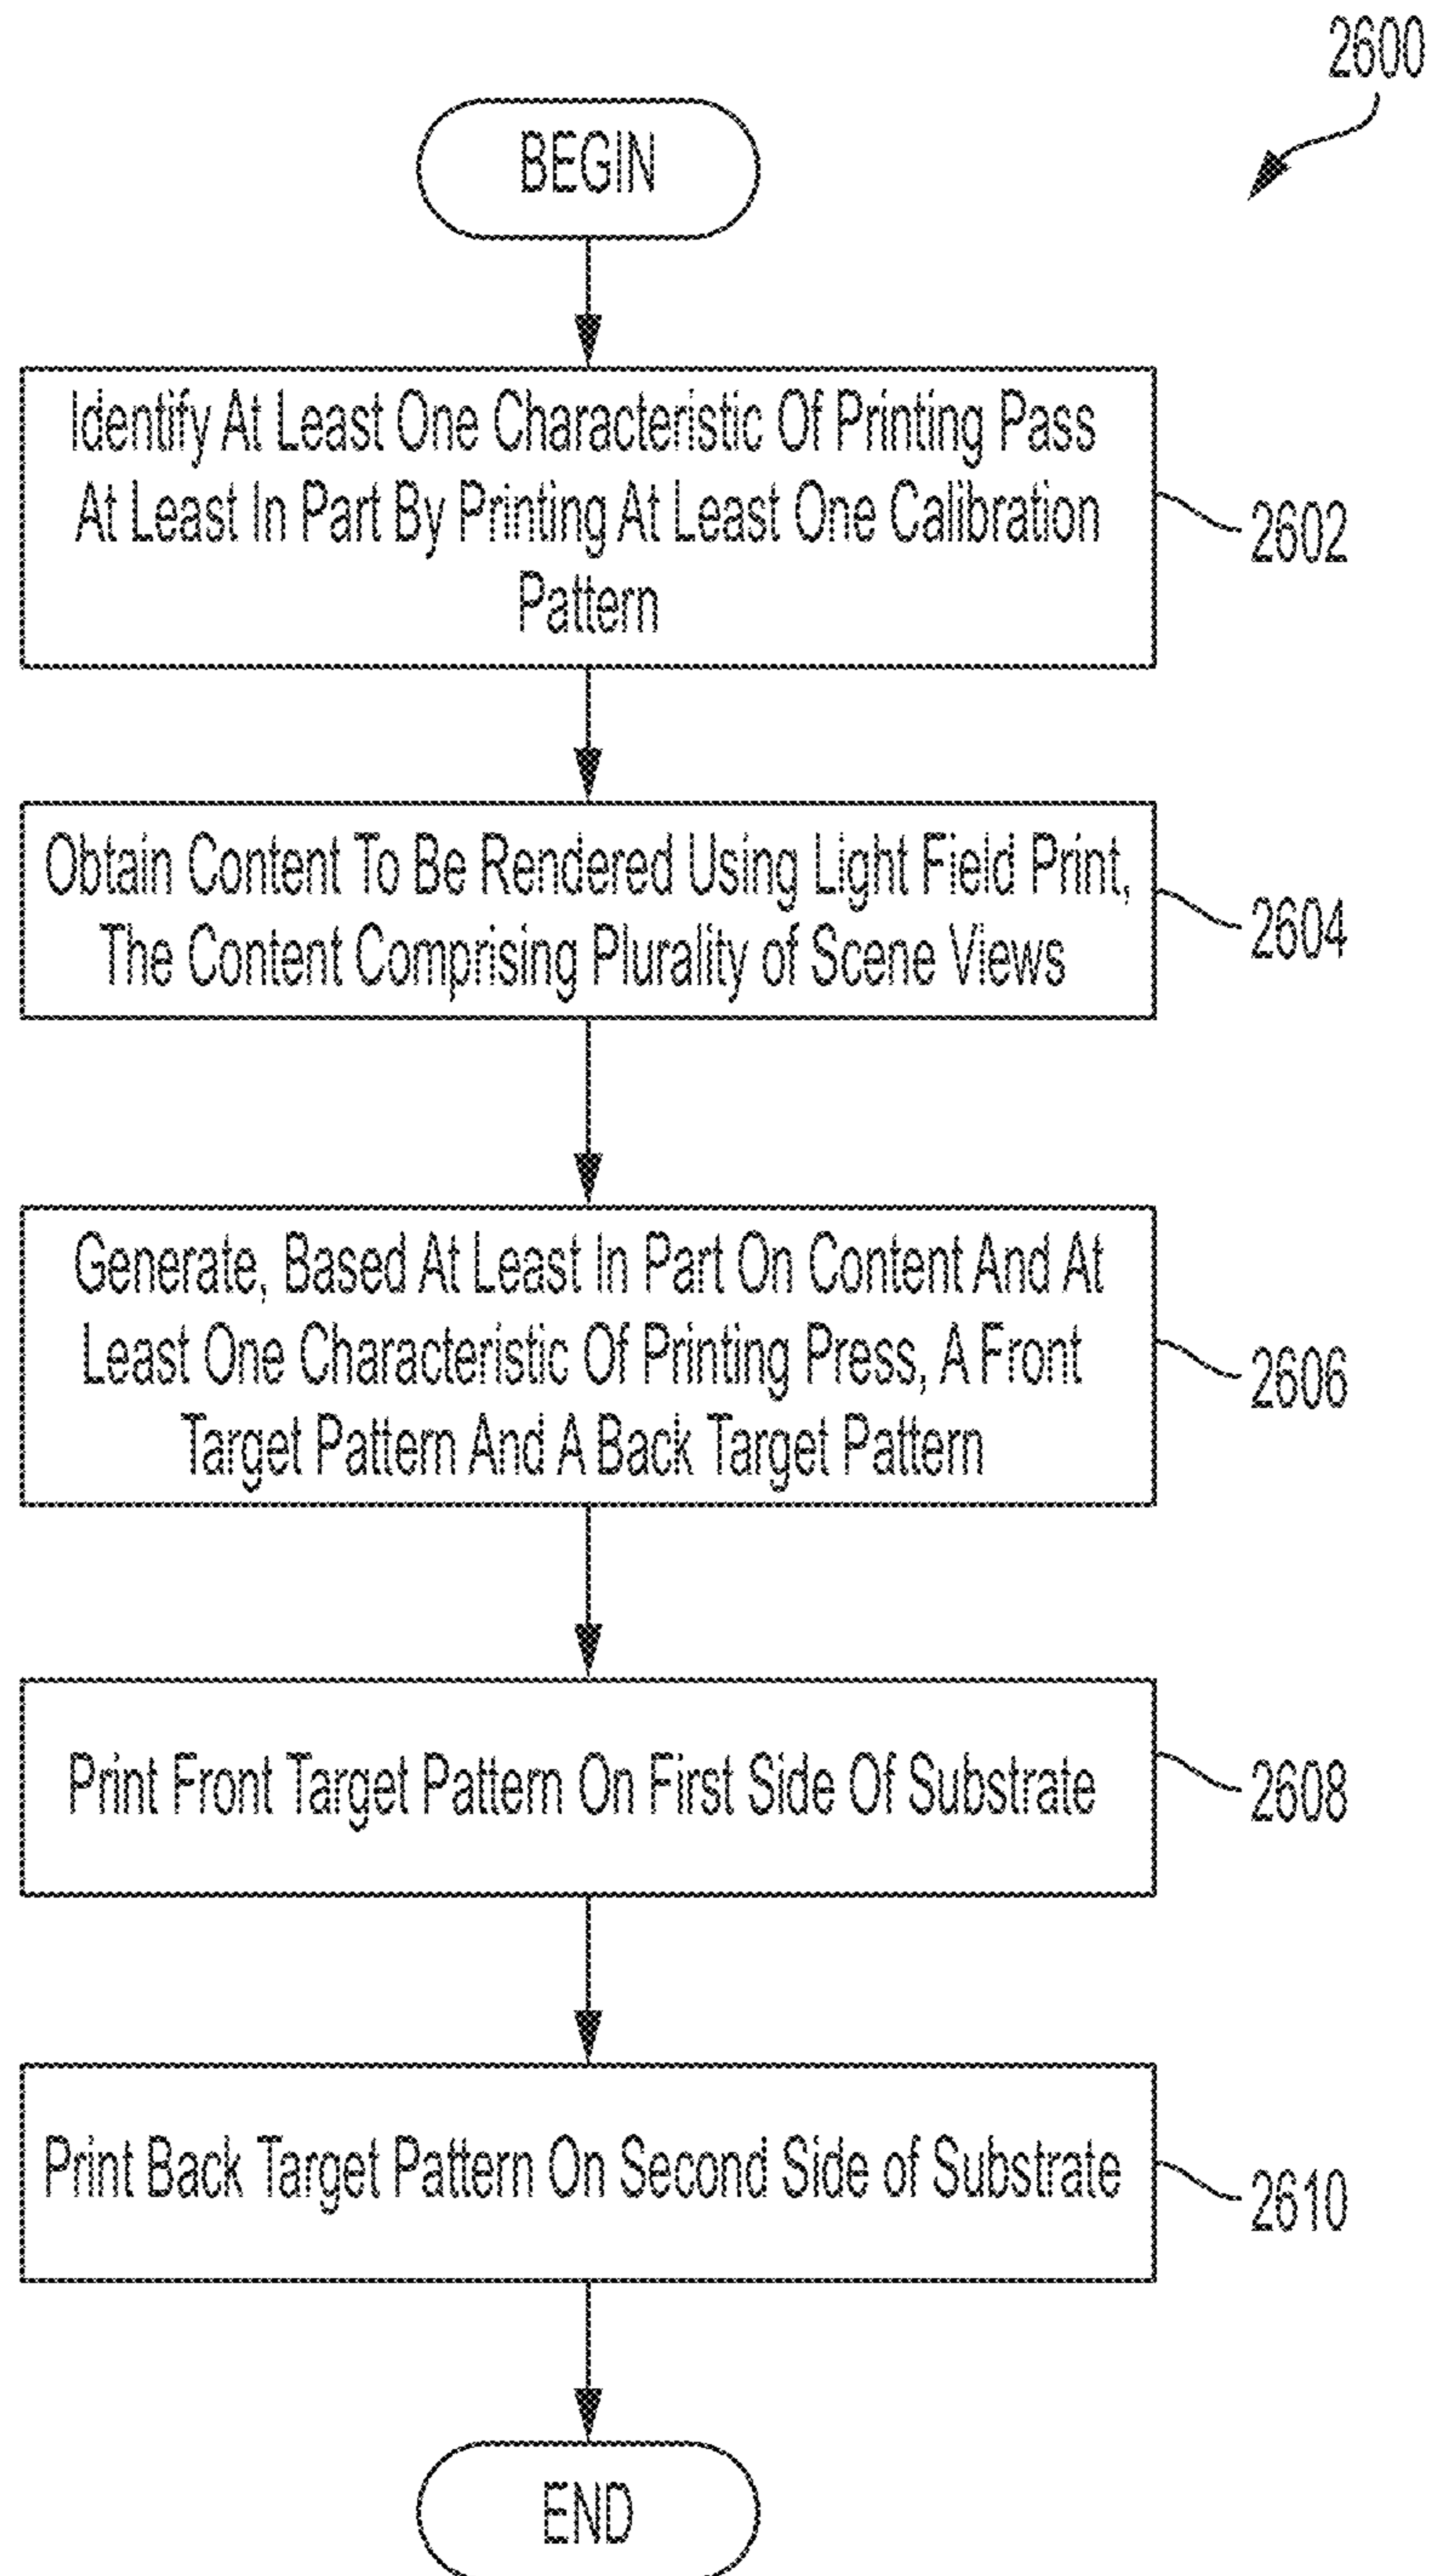 2600
BEGIN
Identify At Least One Characteristic Of Printing Pass
At Least In Part By Printing At Least One Calibration
Pattern
2602
Obtain Content To Be Rendered Using Light Field Print,
The Content Comprising Plurality of Scene Views
2604
Generate, Based At Least In Part On Content And At
Least One Characteristic Of Printing Press, A Front
Target Pattern And A Back Target Pattern
2606
Print Front Target Pattern On First Side Of Substrate
2608
Print Back Target Pattern On Second Side of Substrate
2610
END